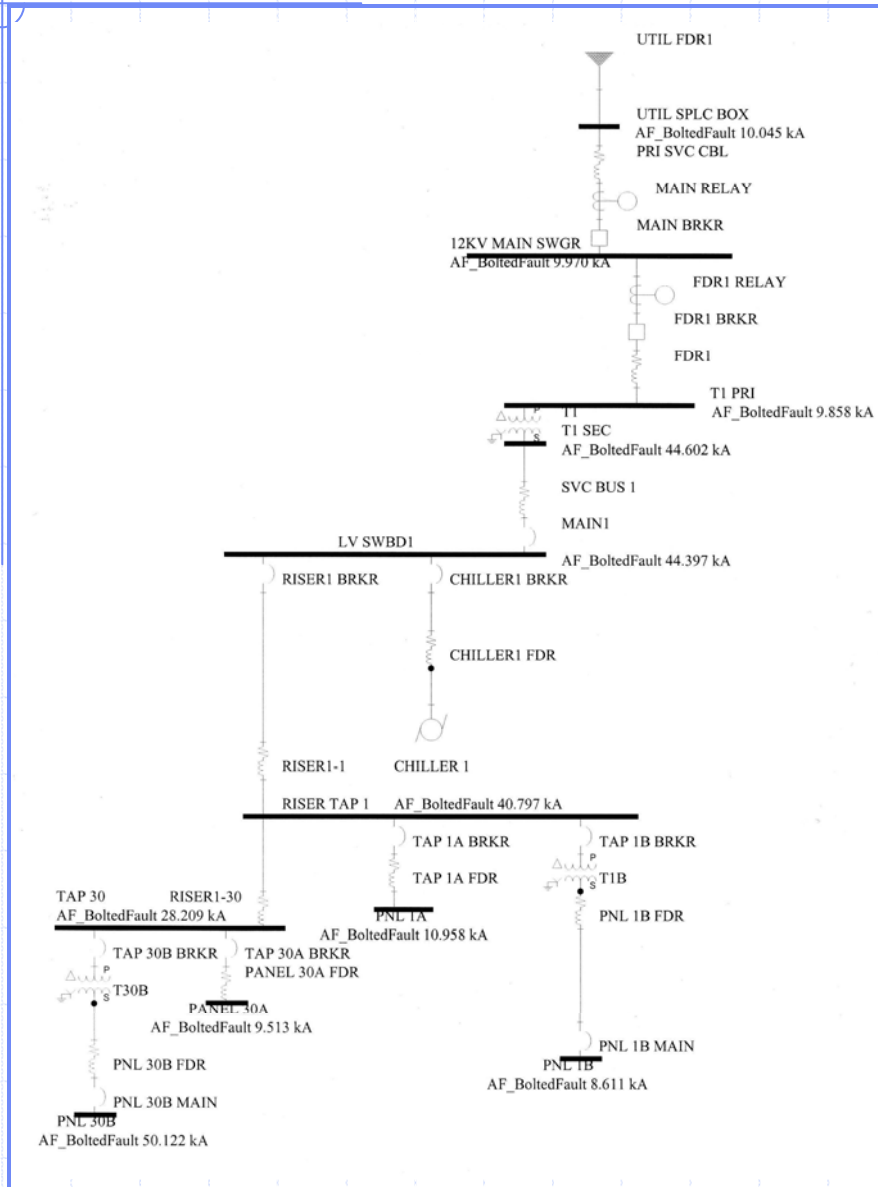 UTIL FDR1
UTIL SPLC BOX
AF_BoltedFault 10.045 kA
PRI SVC CBL
MAIN RELAY
MAIN BRKR
12KV MAIN SWGR
AF_BoltedFault 9.970 kA
FDR1 RELAY
FDR1 BRKR
FDR1
T1 PRI
AF_BoltedFault 9.858 kA
P
T1
S
T1 SEC
AF_BoltedFault 44.602 kA
SVC BUS 1
MAIN1
LV SWBD1
AF_BoltedFault 44.397 kA
RISER1 BRKR
CHILLER1 BRKR
CHILLER1 FDR
RISER1-1
CHILLER 1
RISER TAP 1
AF_BoltedFault 40.797 kA
TAP 1A BRKR
TAP 1B BRKR
P
TAP 1A FDR
T1B
S
TAP 30
RISER1-30
AF_BoltedFault 28.209 kA
PNL 1A
AF_BoltedFault 10.958 kA
PNL 1B FDR
TAP 30B BRKR
TAP 30A BRKR
PANEL 30A FDR
P
T30B
S
PANEL 30A
AF_BoltedFault 9.513 kA
PNL 1B MAIN
PNL 1B
AF_BoltedFault 8.611 kA
PNL 30B FDR
PNL 30B MAIN
PNL 30B
AF_BoltedFault 50.122 kA